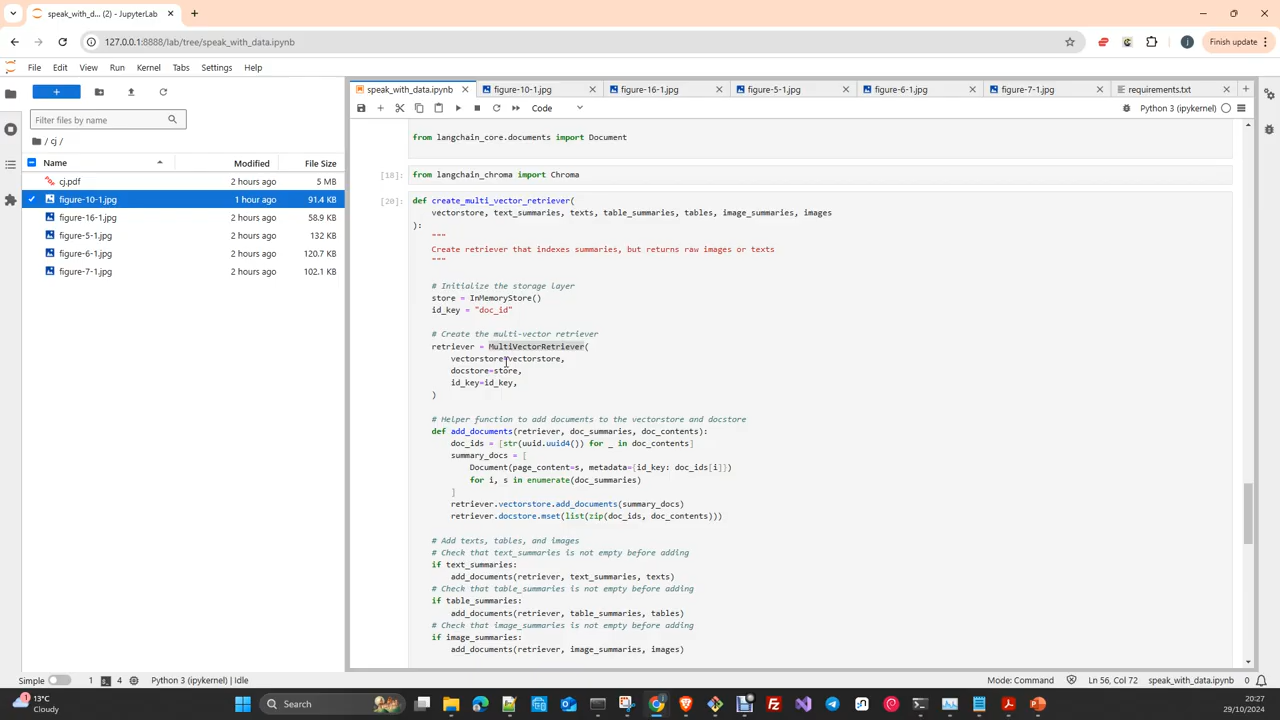 speak_with_d... (2) - JupyterLab
127.0.0.1:8888/lab/tree/speak_with_data.ipynb
j
Finish update
File Edit View Run Kernel Tabs Settings Help
Filter files by name
/ cj /
Name Modified File Size
cj.pdf 2 hours ago 5 MB
figure-10-1.jpg 1 hour ago 91.4 KB
figure-16-1.jpg 2 hours ago 58.9 KB
figure-5-1.jpg 2 hours ago 132 KB
figure-6-1.jpg 2 hours ago 120.7 KB
figure-7-1.jpg 2 hours ago 102.1 KB
speak_with_data.ipynb figure-10-1.jpg figure-16-1.jpg figure-5-1.jpg figure-6-1.jpg figure-7-1.jpg requirements.txt
Code Python 3 (ipykernel)
from langchain_core.documents import Document
[18]: from langchain_chroma import Chroma
[20]: def create_multi_vector_retriever(
vectorstore, text_summaries, texts, table_summaries, tables, image_summaries, images
):
"""
Create retriever that indexes summaries, but returns raw images or texts
"""
# Initialize the storage layer
store = InMemoryStore()
id_key = "doc_id"
# Create the multi-vector retriever
retriever = MultiVectorRetriever(
vectorstore=vectorstore,
docstore=store,
id_key=id_key,
)
# Helper function to add documents to the vectorstore and docstore
def add_documents(retriever, doc_summaries, doc_contents):
doc_ids = [str(uuid.uuid4()) for _ in doc_contents]
summary_docs = [
Document(page_content=s, metadata={id_key: doc_ids[i]})
for i, s in enumerate(doc_summaries)
]
retriever.vectorstore.add_documents(summary_docs)
retriever.docstore.mset(list(zip(doc_ids, doc_contents)))
# Add texts, tables, and images
# Check that text_summaries is not empty before adding
if text_summaries:
add_documents(retriever, text_summaries, texts)
# Check that table_summaries is not empty before adding
if table_summaries:
add_documents(retriever, table_summaries, tables)
# Check that image_summaries is not empty before adding
if image_summaries:
add_documents(retriever, image_summaries, images)
Simple 1 4 Python 3 (ipykernel) | Idle Mode: Command Ln 56, Col 72 speak_with_data.ipynb 0
13°C
Cloudy
Search
20:27
29/10/2024